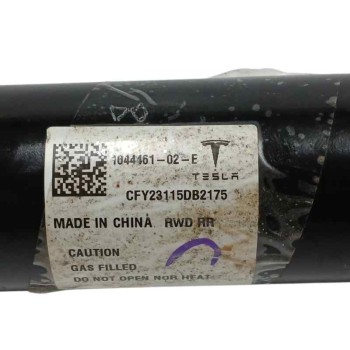 1044461-02-E
TESLA
CFY23115DB2175
MADE IN CHINA RWD RR
CAUTION
GAS FILLED
DO NOT OPEN NOR HEAT